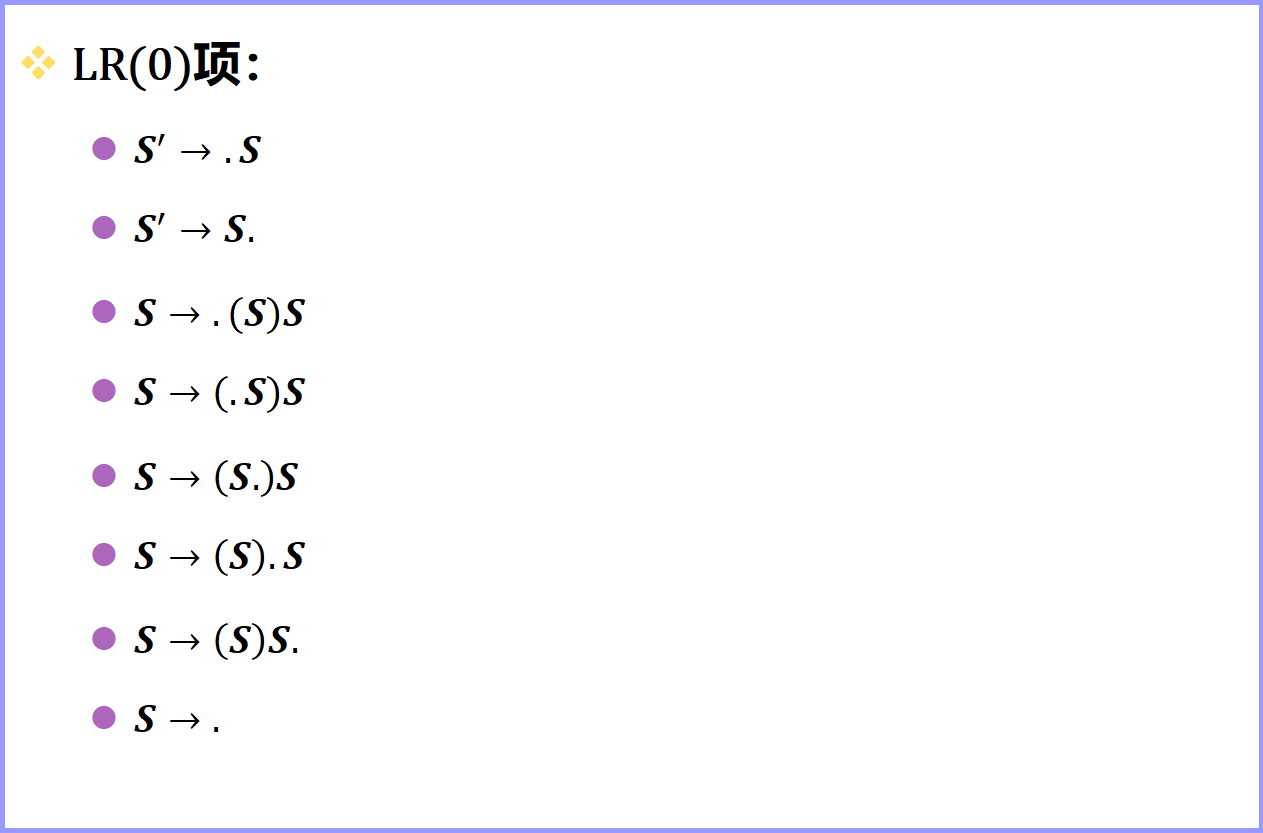 LR(0)项：
S′ → .S
S′ → S.
S → .(S)S
S → (.S)S
S → (S.)S
S → (S).S
S → (S)S.
S → .